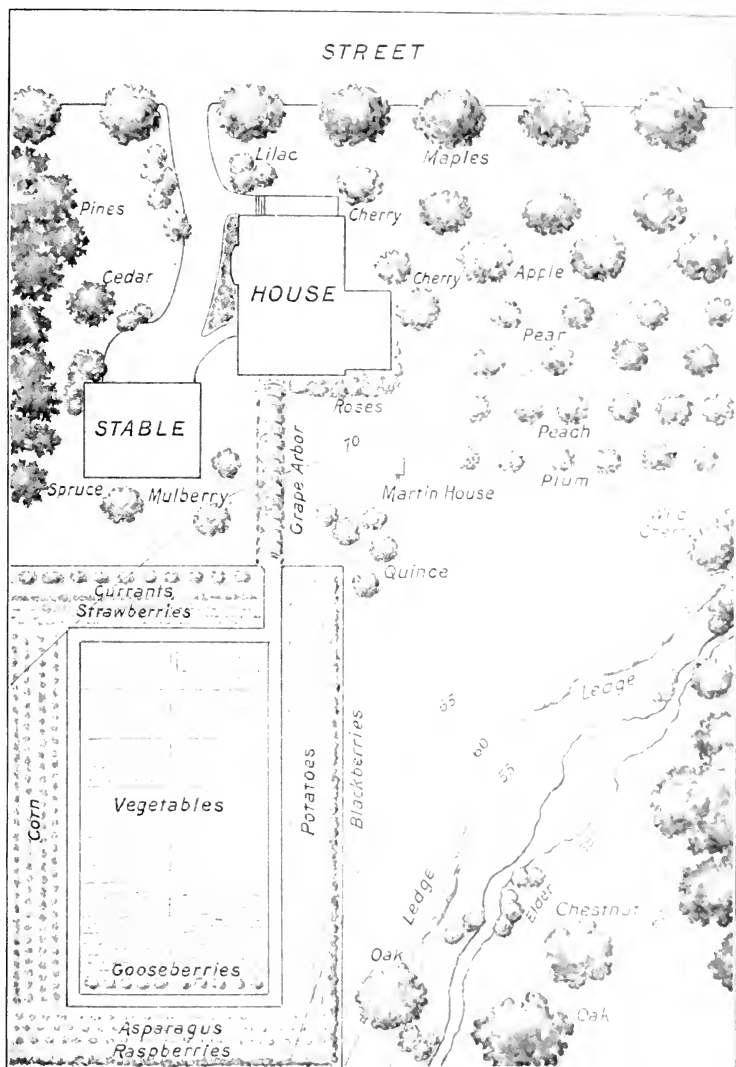 STREET
Lilac
Maples
Pines
Cherry
Cedar
Cherry
Apple
HOUSE
Pear
Roses
STABLE
Peach
70
Grape Arbor
Plum
Spruce
Mulberry
Martin House
Wild
Cherry
Quince
Currants
Strawberries
Ledge
65
60
55
Vegetables
Potatoes
Blackberries
Corn
Ledge
Elder
Chestnut
Gooseberries
Oak
Oak
Asparagus
Raspberries